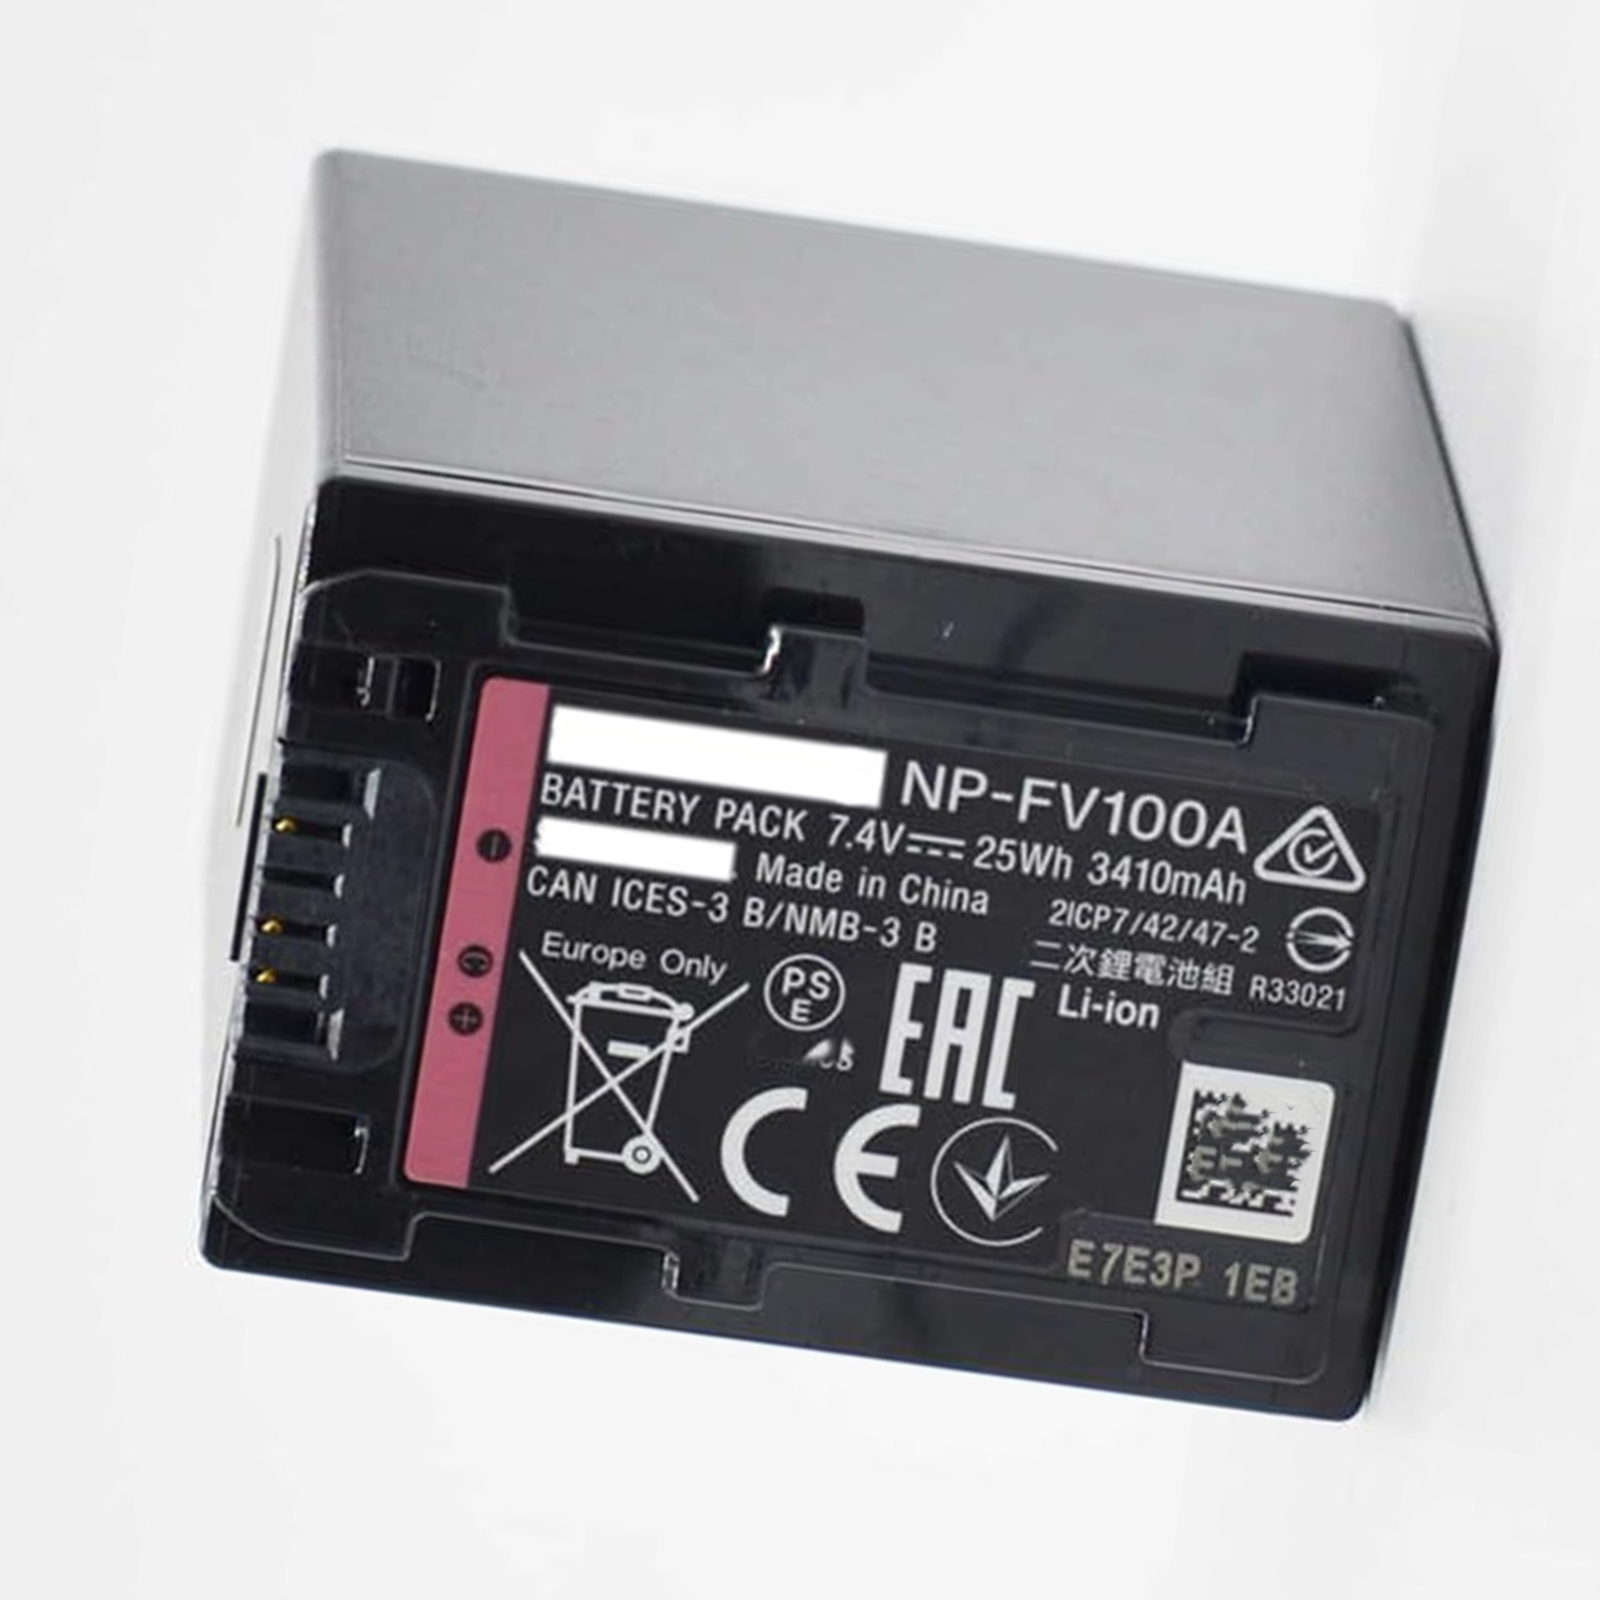 NP-FV100A
BATTERY PACK 7.4V 25Wh 3410mAh
Made in China 2ICP7/42/47-2
CAN ICES-3 B/NMB-3 B 二次鋰電池組 R33021
Europe Only PSE EAC Li-ion
CE
E7E3P 1EB